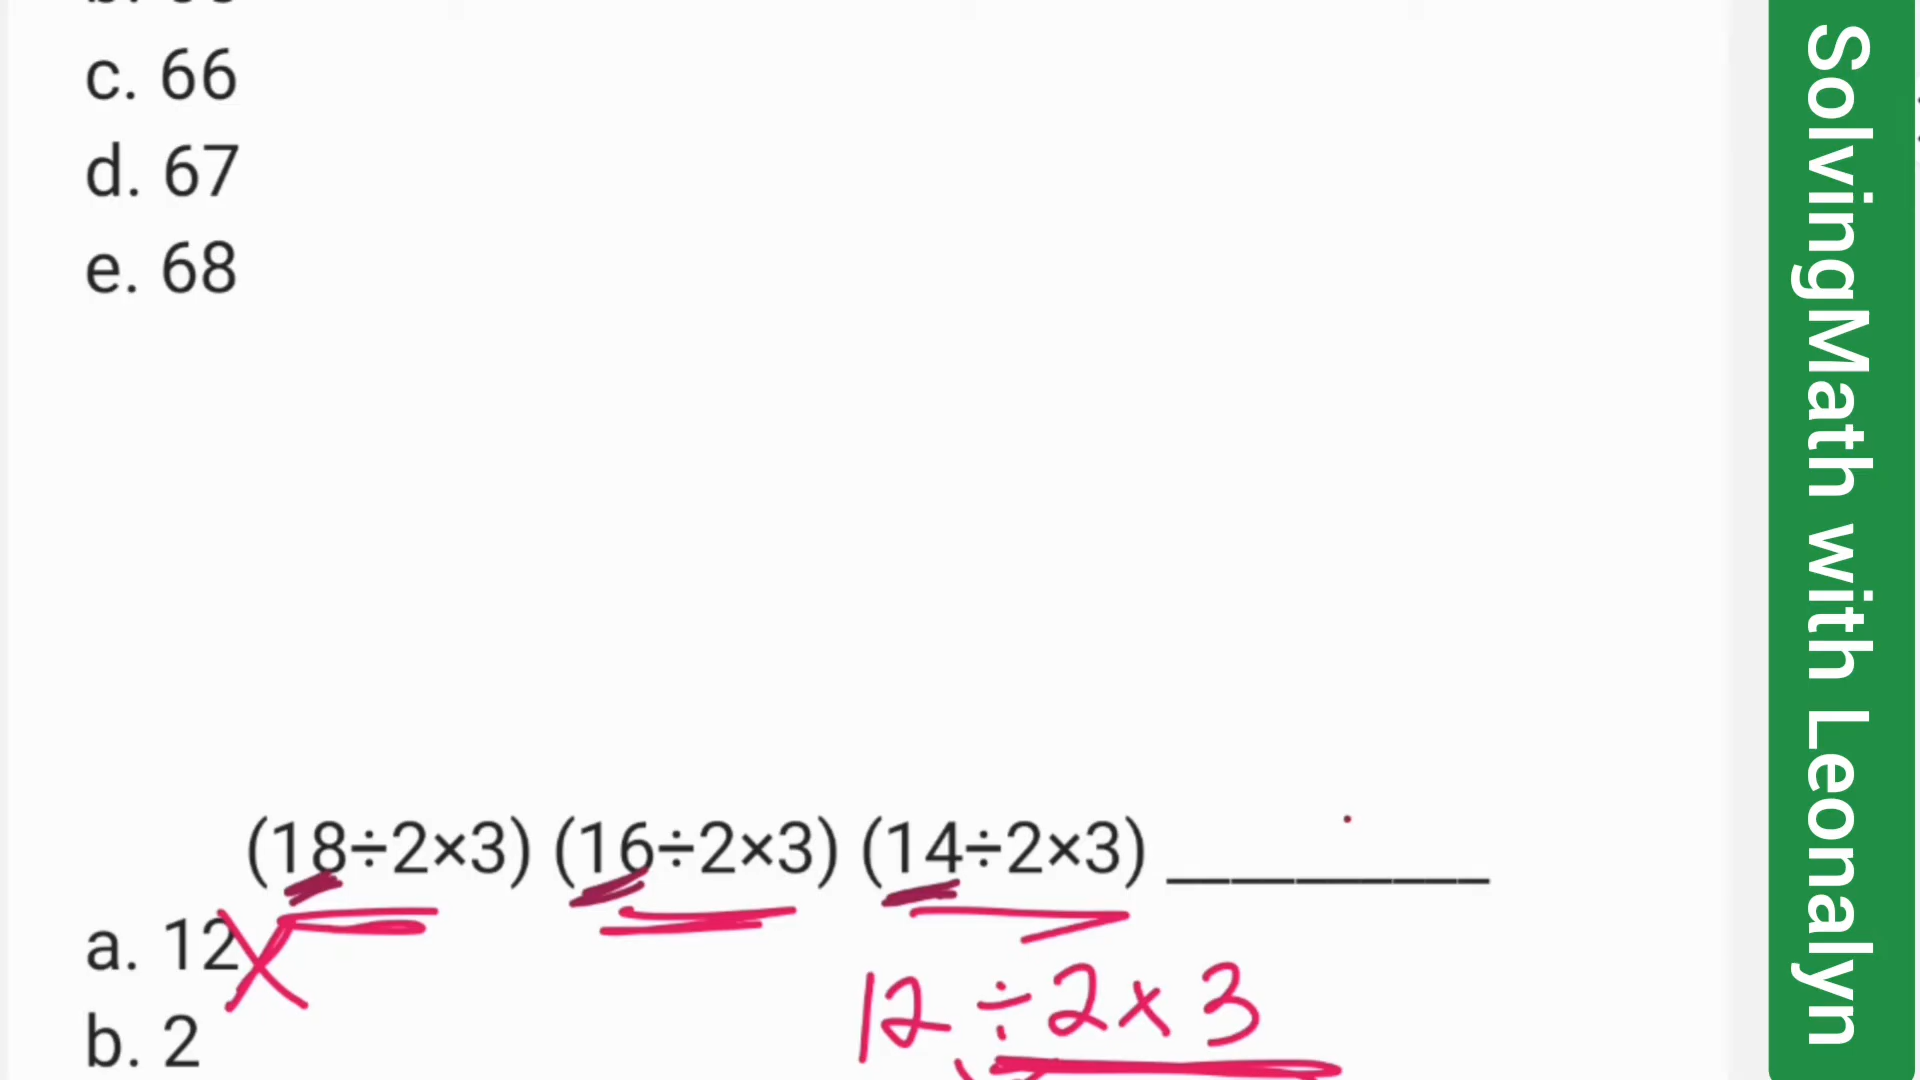 c. 66
d. 67
e. 68
(18÷2×3) (16÷2×3) (14÷2×3) __________
a. 12
b. 2
12 ÷ 2 × 3
SolvingMath with Leonalyn